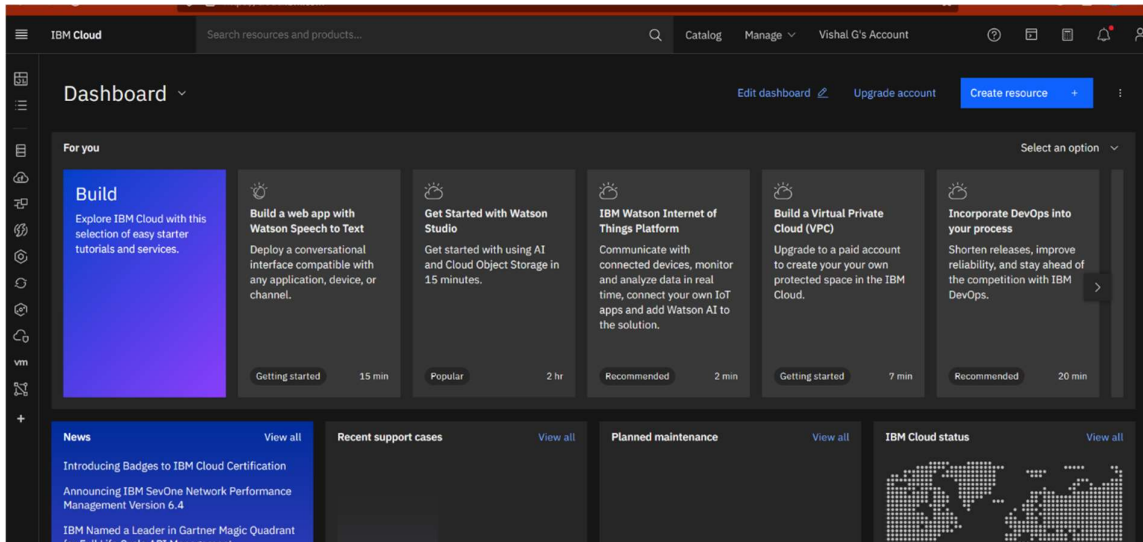 IBM Cloud
Search resources and products...
Catalog
Manage
Vishal G's Account
Dashboard
Edit dashboard
Upgrade account
Create resource +
For you
Select an option
Build
Explore IBM Cloud with this
selection of easy starter
tutorials and services.
Build a web app with
Watson Speech to Text
Deploy a conversational
interface compatible with
any application, device, or
channel.
Getting started
15 min
Get Started with Watson
Studio
Get started with using AI
and Cloud Object Storage in
15 minutes.
Popular
2 hr
IBM Watson Internet of
Things Platform
Communicate with
connected devices, monitor
and analyze data in real
time, connect your own IoT
apps and add Watson AI to
the solution.
Recommended
2 min
Build a Virtual Private
Cloud (VPC)
Upgrade to a paid account
to create your your own
protected space in the IBM
Cloud.
Getting started
7 min
Incorporate DevOps into
your process
Shorten releases, improve
reliability, and stay ahead of
the competition with IBM
DevOps.
Recommended
20 min
vm
+
News
View all
Introducing Badges to IBM Cloud Certification
Announcing IBM SevOne Network Performance
Management Version 6.4
IBM Named a Leader in Gartner Magic Quadrant
Recent support cases
View all
Planned maintenance
View all
IBM Cloud status
View all